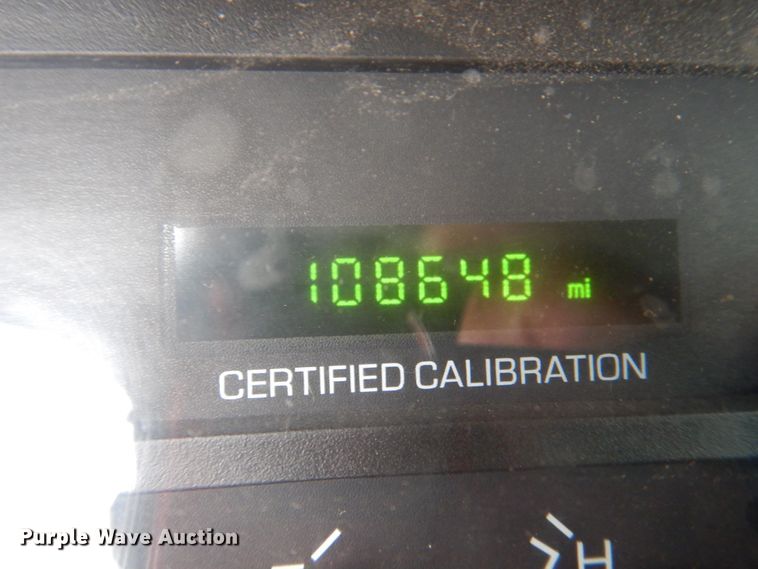 108648 mi
CERTIFIED CALIBRATION
H
Purple Wave Auction